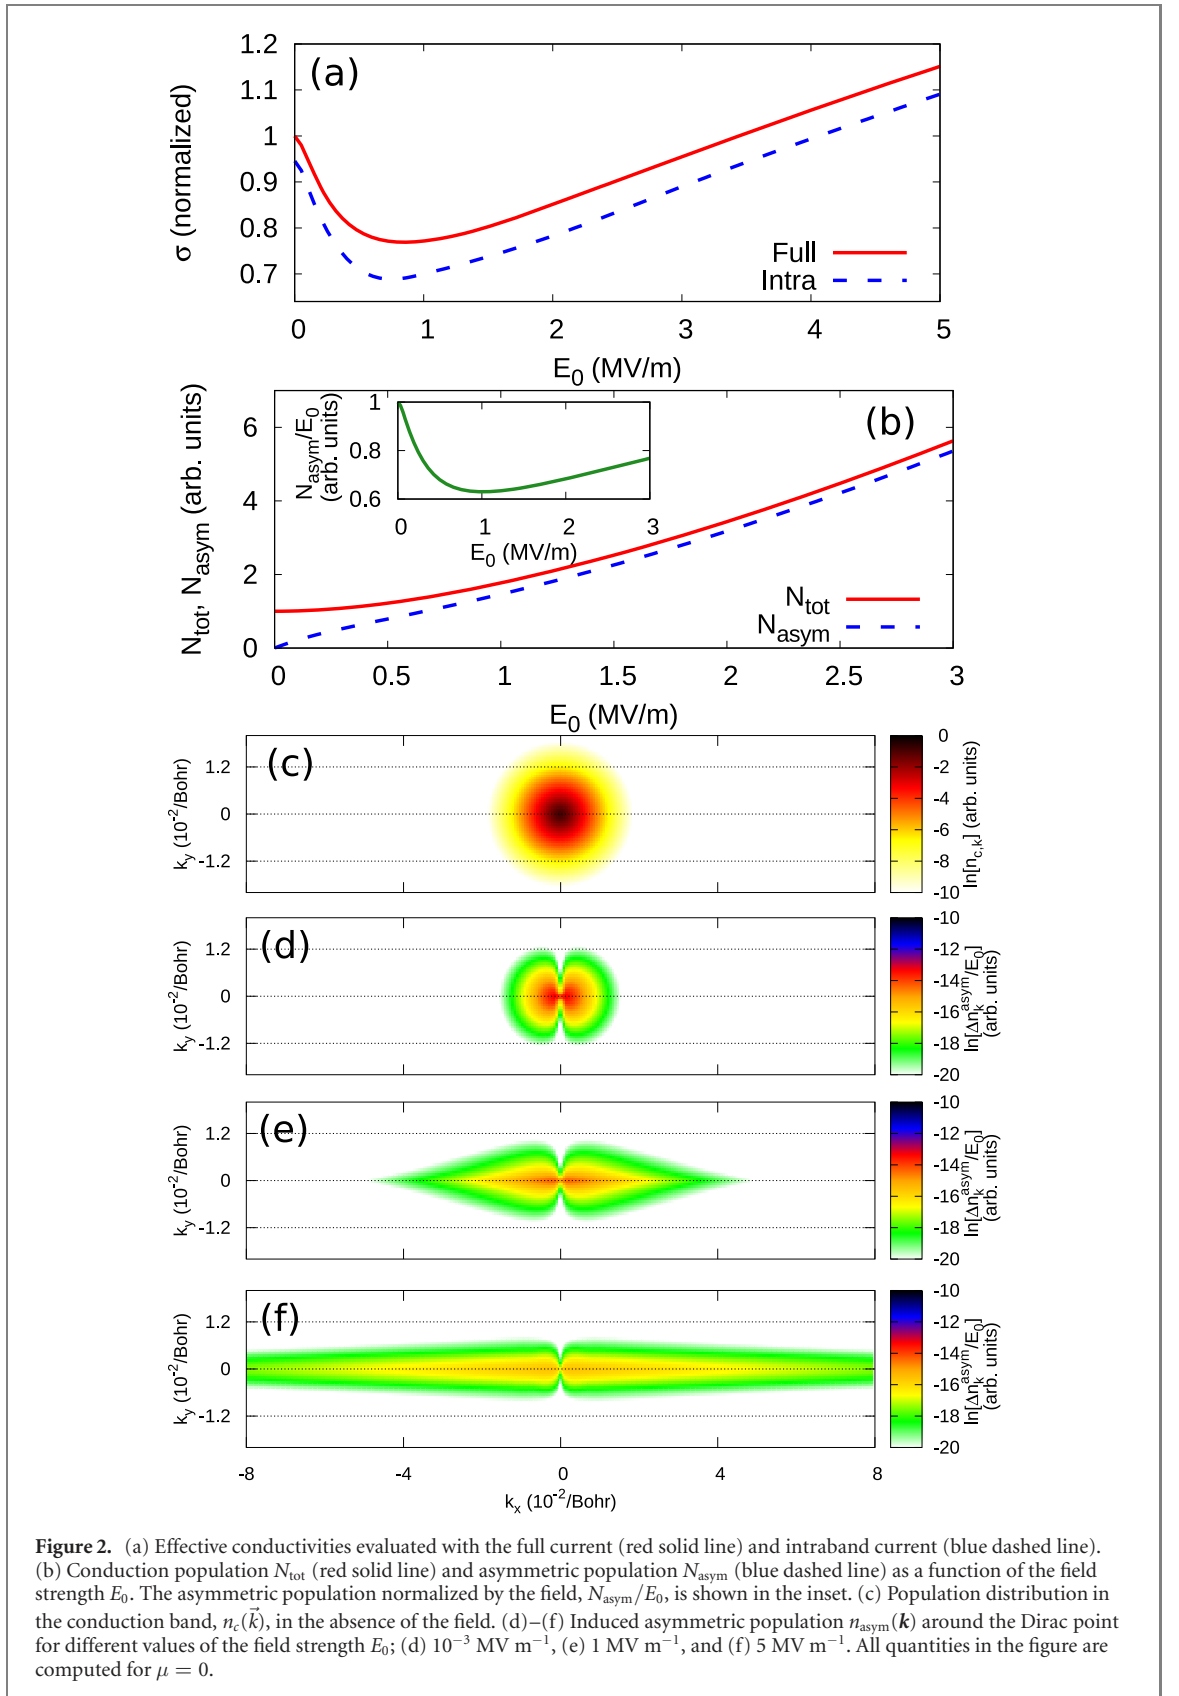 (a)
1.2
1.1
1
0.9
0.8
0.7
σ (normalized)
Full
Intra
0 1 2 3 4 5
E0 (MV/m)
(b)
Ntot, Nasym (arb. units)
6
4
2
0
Nasym/E0
(arb. units)
1
0.8
0.6
0 1 2 3
E0 (MV/m)
Ntot
Nasym
0 0.5 1 1.5 2 2.5 3
E0 (MV/m)
(c)
ky (10-2/Bohr)
1.2
0
-1.2
0
-2
-4
-6
-8
-10
ln[nc,k] (arb. units)
(d)
ky (10-2/Bohr)
1.2
0
-1.2
-10
-12
-14
-16
-18
-20
ln[Δnkasym/E0]
(arb. units)
(e)
ky (10-2/Bohr)
1.2
0
-1.2
-10
-12
-14
-16
-18
-20
ln[Δnkasym/E0]
(arb. units)
(f)
ky (10-2/Bohr)
1.2
0
-1.2
-10
-12
-14
-16
-18
-20
ln[Δnkasym/E0]
(arb. units)
-8 -4 0 4 8
kx (10-2/Bohr)
Figure 2. (a) Effective conductivities evaluated with the full current (red solid line) and intraband current (blue dashed line).
(b) Conduction population Ntot (red solid line) and asymmetric population Nasym (blue dashed line) as a function of the field
strength E0. The asymmetric population normalized by the field, Nasym/E0, is shown in the inset. (c) Population distribution in
the conduction band, nc(k⃗), in the absence of the field. (d)–(f) Induced asymmetric population nasym(k) around the Dirac point
for different values of the field strength E0; (d) 10−3 MV m−1, (e) 1 MV m−1, and (f) 5 MV m−1. All quantities in the figure are
computed for μ = 0.